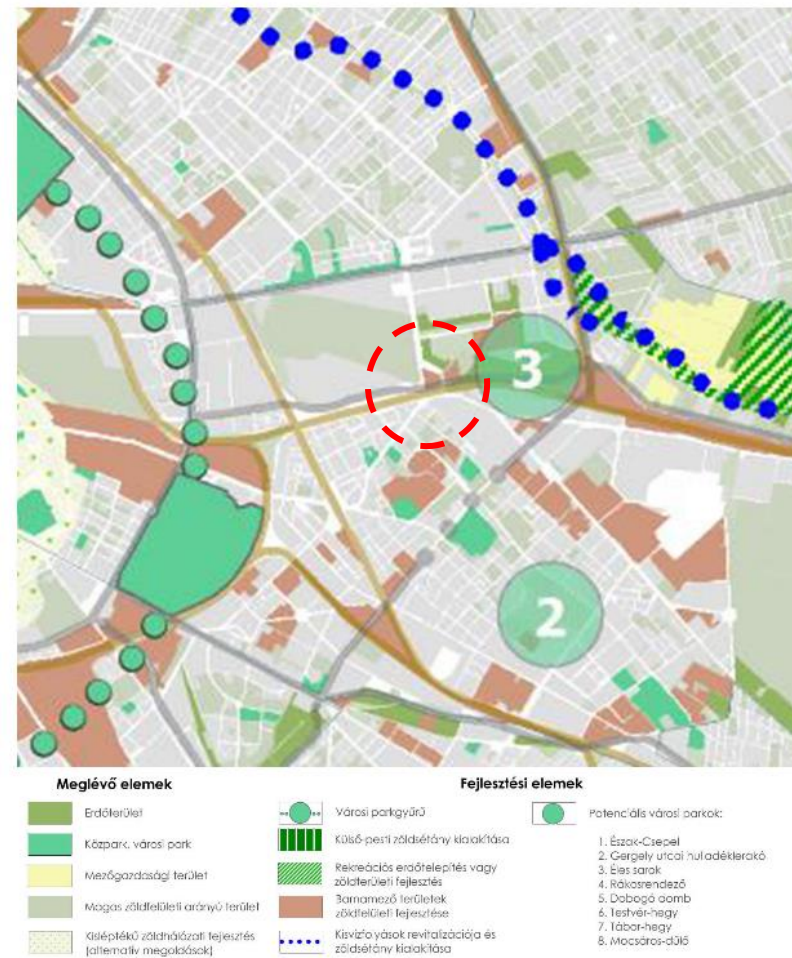 3
2
Meglévő elemek
Erdőterület
Közpark, városi park
Mezőgazdasági terület
Magas zöldfelületi arányú terület
Kisléptékű zöldhálózati fejlesztés
(alternatív megoldások)
Fejlesztési elemek
Városi parkgyűrű
Külső-pesti zöldsétány kialakítása
Rekreációs erdőtelepítés vagy
zöldterületi fejlesztés
Barnamező területek
zöldfelületi fejlesztése
Kisvízfolyások revitalizációja és
zöldsétány kialakítása
Potenciális városi parkok:
1. Észak-Csepel
2. Gergely utcai hulladéklerakó
3. Éles sarok
4. Rákosrendező
5. Dobogó domb
6. Testvér-hegy
7. Tábor-hegy
8. Mocsáros-dűlő